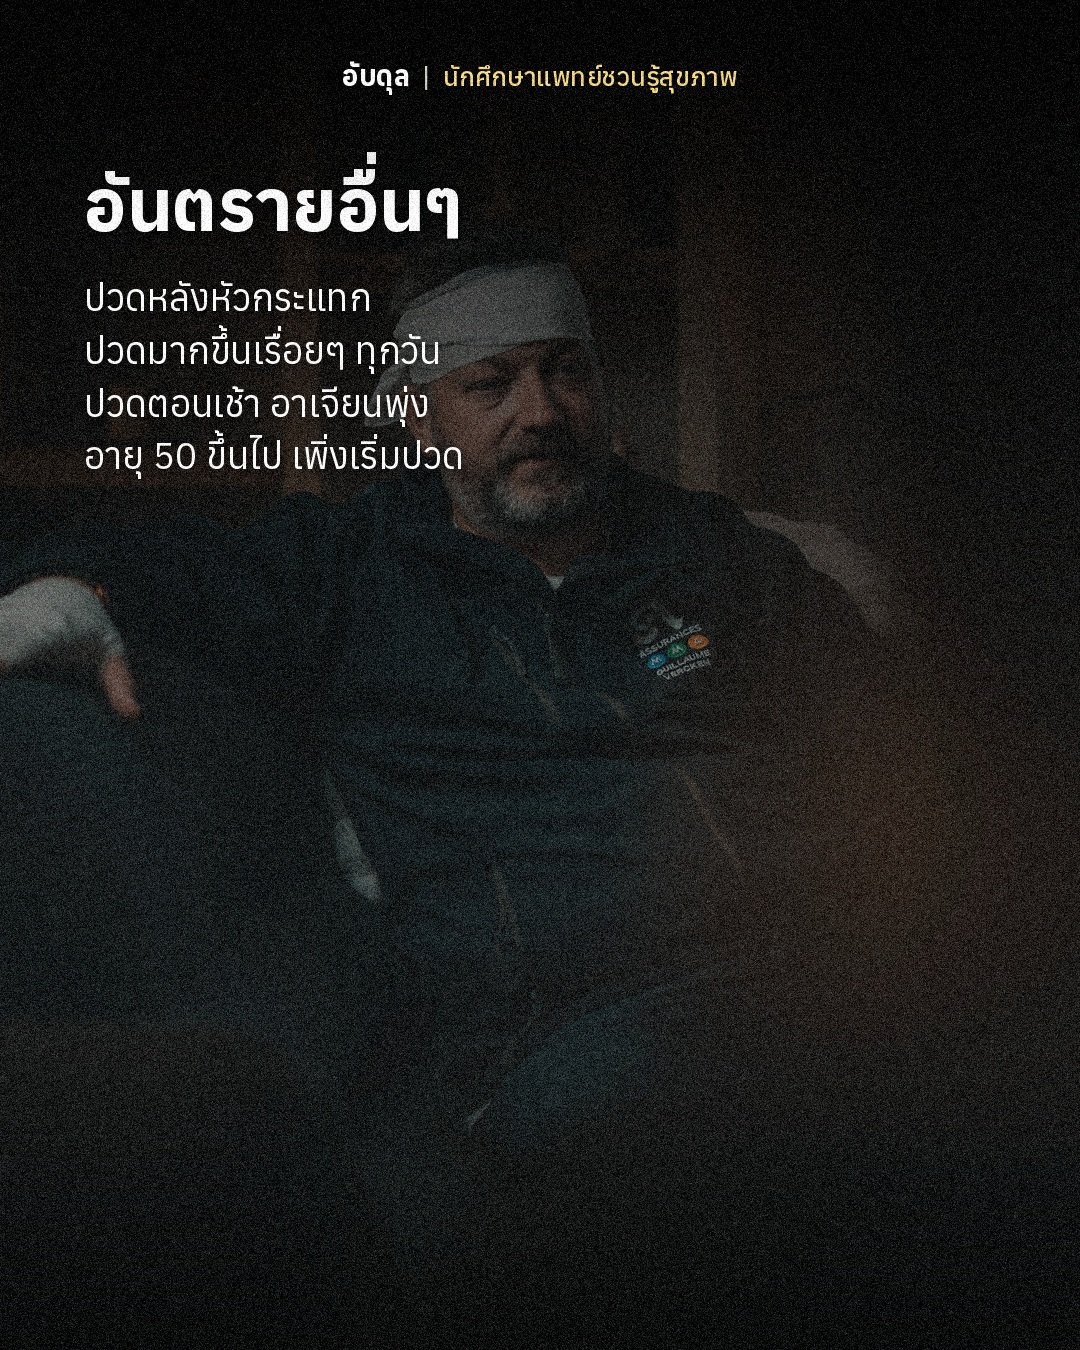 อับดุล | นักศึกษาแพทย์ชวนรู้สุขภาพ
อันตรายอื่นๆ
ปวดหลังหัวกระแทก
ปวดมากขึ้นเรื่อยๆ ทุกวัน
ปวดตอนเช้า อาเจียนพุ่ง
อายุ 50 ขึ้นไป เพิ่งเริ่มปวด
ASSURANCES
GUILLAUME